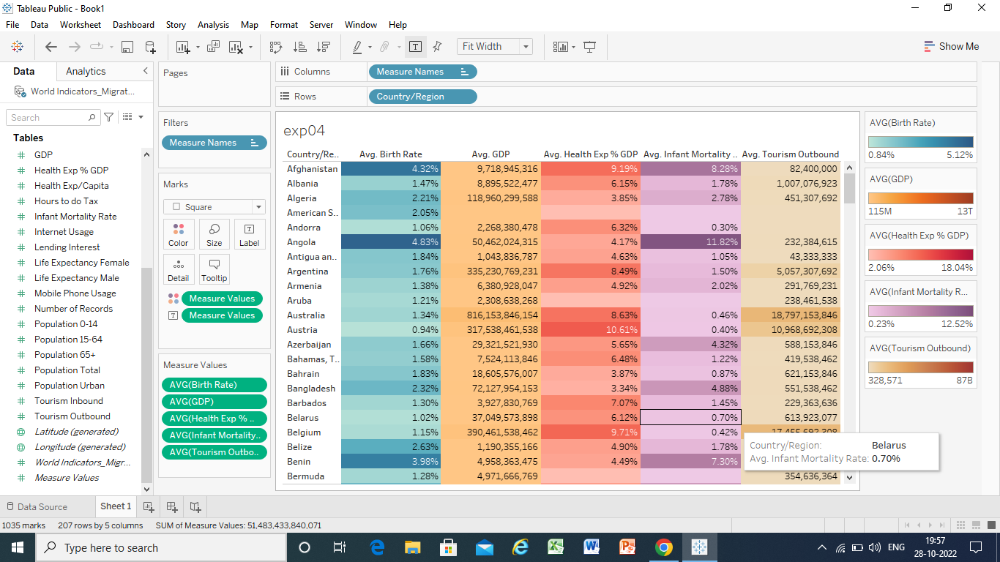 Tableau Public - Book1
File Data Worksheet Dashboard Story Analysis Map Format Server Window Help
Fit Width
Show Me
Data Analytics
World Indicators_Migrat...
Search
Tables
GDP
Health Exp % GDP
Health Exp/Capita
Hours to do Tax
Infant Mortality Rate
Internet Usage
Lending Interest
Life Expectancy Female
Life Expectancy Male
Mobile Phone Usage
Number of Records
Population 0-14
Population 15-64
Population 65+
Population Total
Population Urban
Tourism Inbound
Tourism Outbound
Latitude (generated)
Longitude (generated)
World Indicators_Migr...
Measure Values
Pages
Filters
Measure Names
Marks
Square
Color Size Label
Detail Tooltip
Measure Values
Measure Values
Measure Values
AVG(Birth Rate)
AVG(GDP)
AVG(Health Exp % ..
AVG(Infant Mortality..
AVG(Tourism Outbo..
Columns Measure Names
Rows Country/Region
exp04
Country/Re.. Avg. Birth Rate Avg. GDP Avg. Health Exp % GDP Avg. Infant Mortality .. Avg. Tourism Outbound
Afghanistan 4.32% 9,718,945,316 9.19% 8.28% 82,400,000
Albania 1.47% 8,895,522,477 6.15% 1.78% 1,007,076,923
Algeria 2.21% 118,960,299,588 3.85% 2.78% 451,307,692
American S.. 2.05%
Andorra 1.06% 2,268,380,478 6.32% 0.30%
Angola 4.83% 50,462,024,315 4.17% 11.82% 232,384,615
Antigua an.. 1.84% 1,043,836,787 4.63% 1.05% 43,333,333
Argentina 1.76% 335,230,769,231 8.49% 1.50% 5,057,307,692
Armenia 1.38% 6,380,928,047 4.92% 2.02% 291,769,231
Aruba 1.21% 2,308,638,268 238,461,538
Australia 1.34% 816,153,846,154 8.63% 0.46% 18,797,153,846
Austria 0.94% 317,538,461,538 10.61% 0.40% 10,968,692,308
Azerbaijan 1.66% 29,321,521,930 5.65% 4.32% 588,153,846
Bahamas, T.. 1.58% 7,524,113,846 6.48% 1.22% 419,538,462
Bahrain 1.83% 18,605,576,007 3.87% 0.87% 621,153,846
Bangladesh 2.32% 72,127,954,153 3.34% 4.88% 551,538,462
Barbados 1.30% 3,927,830,769 7.07% 1.45% 229,363,636
Belarus 1.02% 37,049,573,898 6.12% 0.70% 613,923,077
Belgium 1.15% 390,461,538,462 9.71% 0.42% 17,455,692,308
Belize 2.63% 1,190,355,166 4.90% 1.78%
Benin 3.98% 4,958,363,475 4.49% 7.30%
Bermuda 1.28% 4,971,666,769 354,636,364
Country/Region: Belarus
Avg. Infant Mortality Rate: 0.70%
AVG(Birth Rate)
0.84% 5.12%
AVG(GDP)
115M 13T
AVG(Health Exp % GDP)
2.06% 18.04%
AVG(Infant Mortality R...
0.23% 12.52%
AVG(Tourism Outbound)
328,571 87B
Data Source Sheet 1
1035 marks 207 rows by 5 columns SUM of Measure Values: 51,483,433,840,071
Type here to search
ENG
19:57
28-10-2022